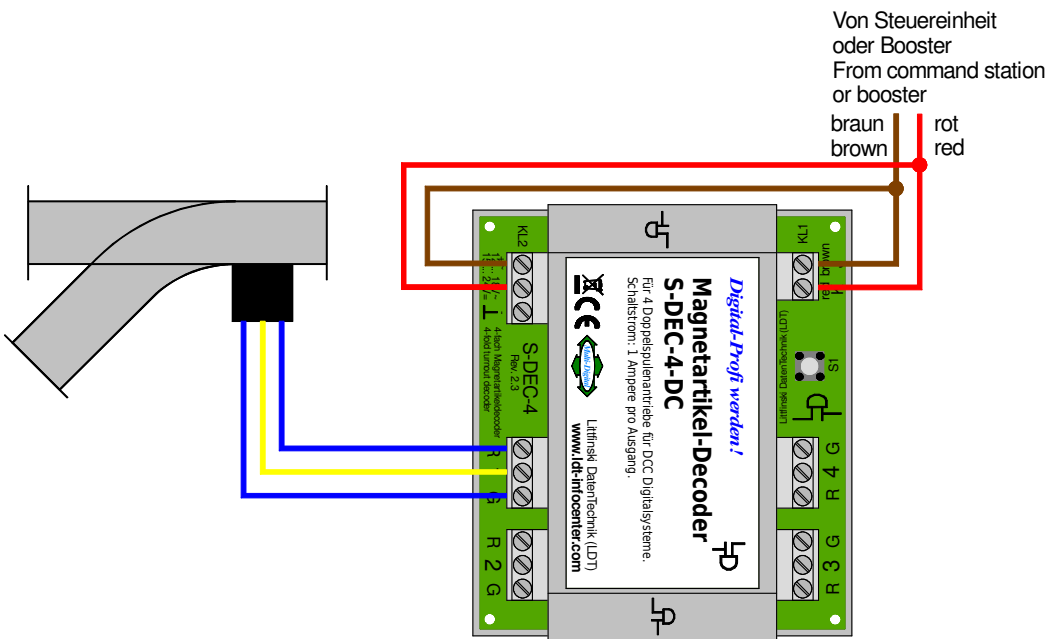 Von Steuereinheit
oder Booster
From command station
or booster
braun rot
brown red
KL2
KL1
S-DEC-4
Rev. 2.3
4-fach Magnetartikeldecoder
4-fold turnout decoder
R
G
R 2 G
Digital-Profi werden!
Magnetartikel-Decoder
S-DEC-4-DC
Für 4 Doppelspulenantriebe für DCC Digitalsysteme.
Schaltstrom: 1 Ampere pro Ausgang.
CE
Multi-Digital
Littfinski DatenTechnik (LDT)
www.ldt-infocenter.com
red brown
S1
Littfinski DatenTechnik (LDT)
R 4 G
R 3 G